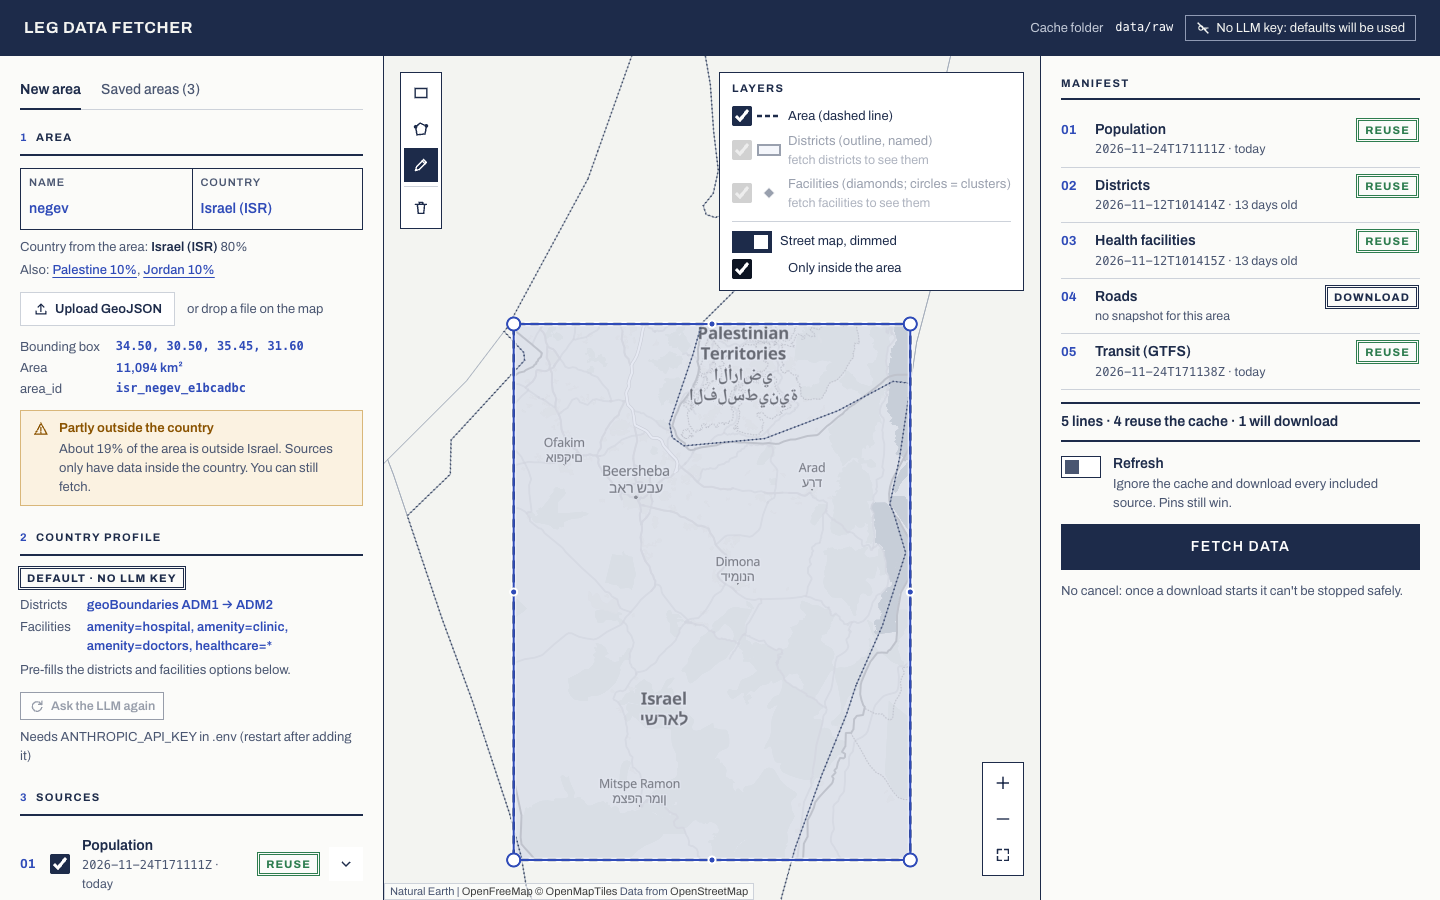 LEG DATA FETCHER
Cache folder data/raw
No LLM key: defaults will be used
New area
Saved areas (3)
1 AREA
NAME
negev
COUNTRY
Israel (ISR)
Country from the area: Israel (ISR) 80%
Also: Palestine 10%, Jordan 10%
Upload GeoJSON
or drop a file on the map
Bounding box 34.50, 30.50, 35.45, 31.60
Area 11,094 km²
area_id isr_negev_e1bcadbc
Partly outside the country
About 19% of the area is outside Israel. Sources
only have data inside the country. You can still
fetch.
2 COUNTRY PROFILE
DEFAULT · NO LLM KEY
Districts geoBoundaries ADM1 → ADM2
Facilities amenity=hospital, amenity=clinic,
amenity=doctors, healthcare=*
Pre-fills the districts and facilities options below.
Ask the LLM again
Needs ANTHROPIC_API_KEY in .env (restart after adding
it)
3 SOURCES
01 Population
2026-11-24T171111Z ·
today
REUSE
LAYERS
Area (dashed line)
Districts (outline, named)
fetch districts to see them
Facilities (diamonds; circles = clusters)
fetch facilities to see them
Street map, dimmed
Only inside the area
Palestinian
Territories
يضارألا
ةينيطسلفلا
Ofakim
םיקפוא
Beersheba
עבש ראב
Arad
דרע
Dimona
הנומיד
Israel
לארשי
Mitspe Ramon
ןומר הפצמ
Natural Earth | OpenFreeMap © OpenMapTiles Data from OpenStreetMap
MANIFEST
01 Population REUSE
2026-11-24T171111Z · today
02 Districts REUSE
2026-11-12T101414Z · 13 days old
03 Health facilities REUSE
2026-11-12T101415Z · 13 days old
04 Roads DOWNLOAD
no snapshot for this area
05 Transit (GTFS) REUSE
2026-11-24T171138Z · today
5 lines · 4 reuse the cache · 1 will download
Refresh
Ignore the cache and download every included
source. Pins still win.
FETCH DATA
No cancel: once a download starts it can't be stopped safely.